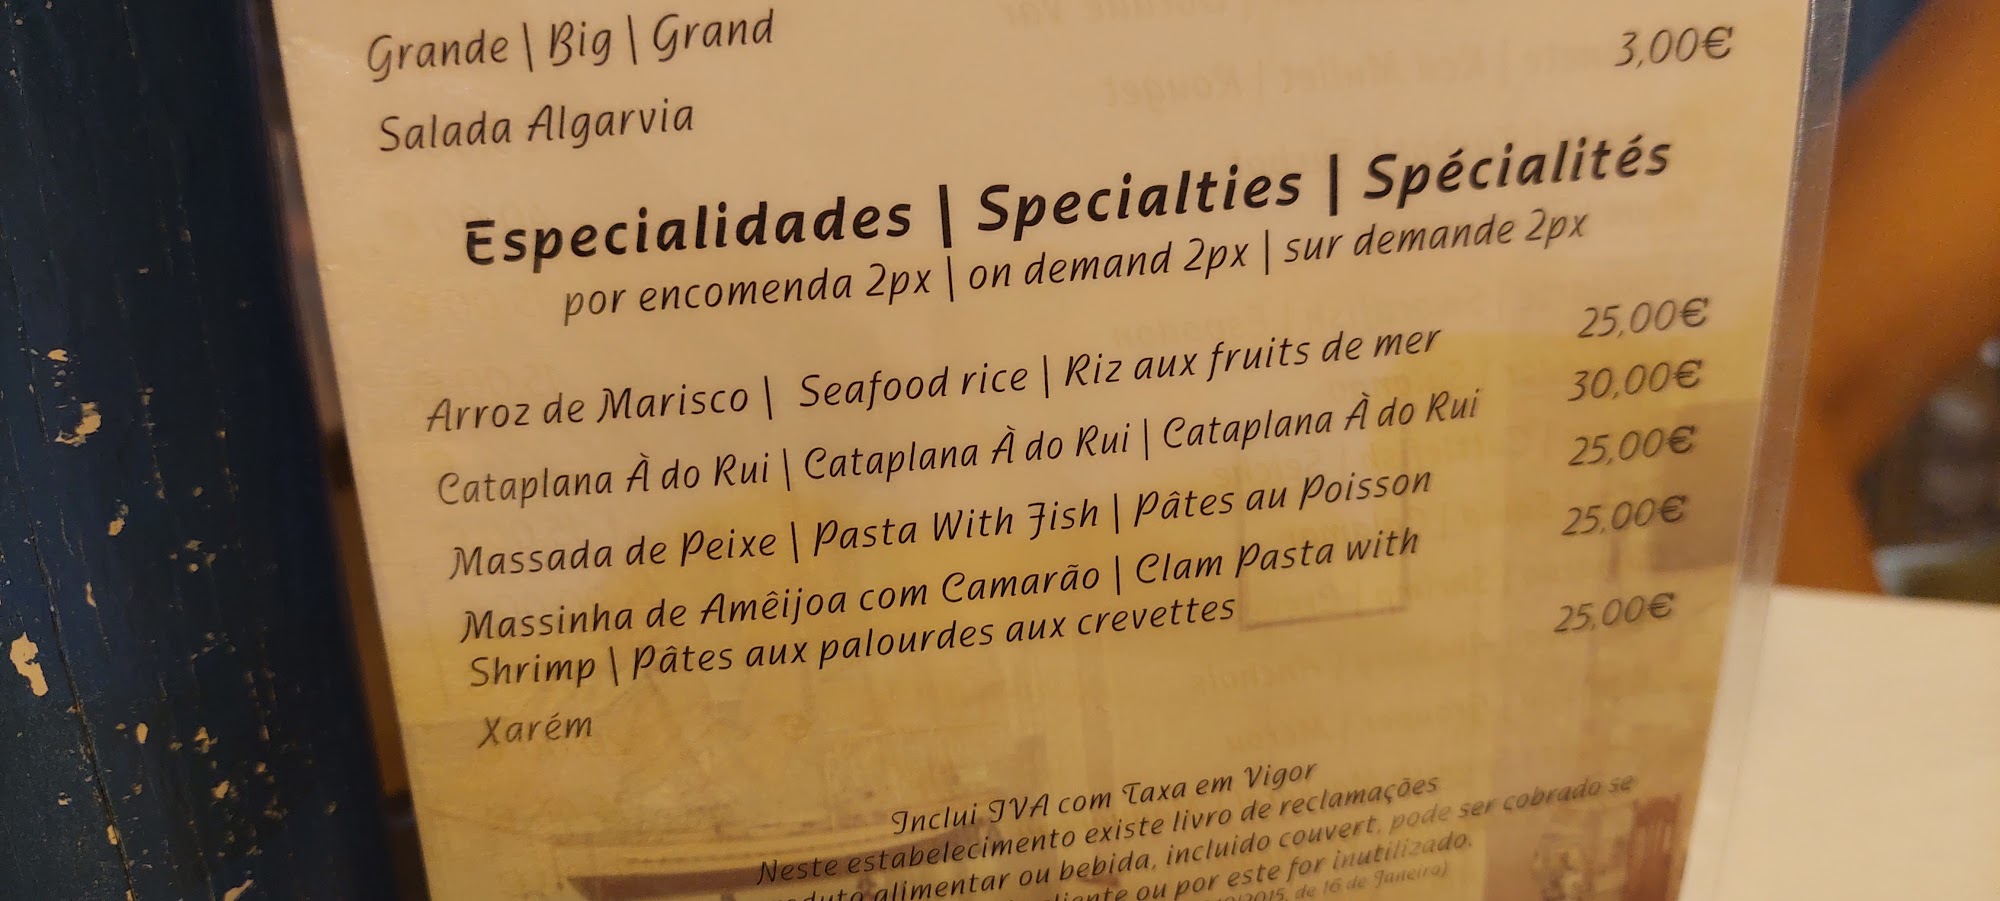 Grande | Big | Grand
Salada Algarvia 3,00€
Especialidades | Specialties | Spécialités
por encomenda 2px | on demand 2px | sur demande 2px
Arroz de Marisco | Seafood rice | Riz aux fruits de mer 25,00€
Cataplana À do Rui | Cataplana À do Rui | Cataplana À do Rui 30,00€
Massada de Peixe | Pasta With Fish | Pâtes au Poisson 25,00€
Massinha de Amêijoa com Camarão | Clam Pasta with 25,00€
Shrimp | Pâtes aux palourdes aux crevettes
Xarém 25,00€
Inclui IVA com Taxa em Vigor
Neste estabelecimento existe livro de reclamações
alimentar ou bebida, incluido couvert, pode ser cobrado se
ou por este for inutilizado.
de 16 de Janeiro)